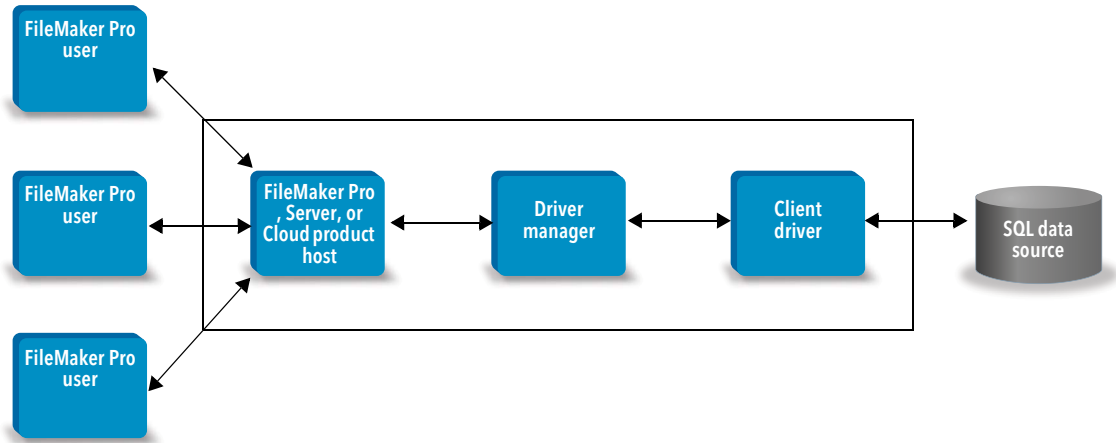 FileMaker Pro
user
FileMaker Pro
user
FileMaker Pro
, Server, or
Cloud product
host
Driver
manager
Client
driver
SQL data
source
FileMaker Pro
user